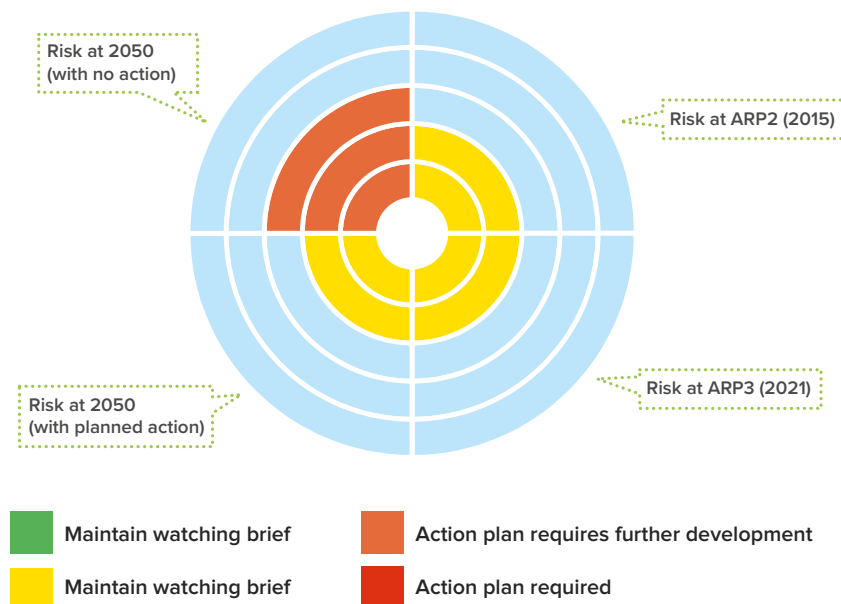 Risk at 2050
(with no action)
Risk at ARP2 (2015)
Risk at 2050
(with planned action)
Risk at ARP3 (2021)
Maintain watching brief
Action plan requires further development
Maintain watching brief
Action plan required